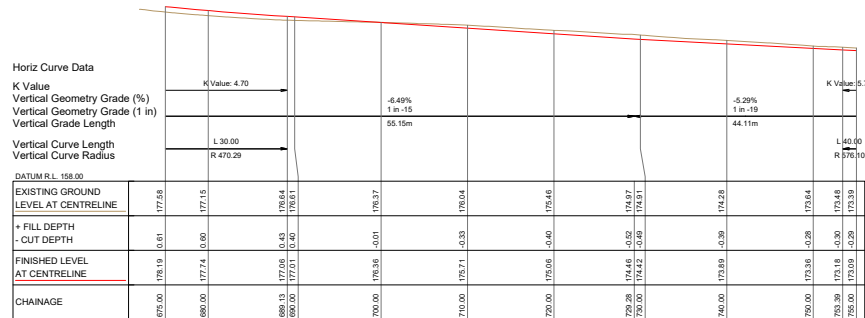 Horiz Curve Data
K Value
K Value: 4.70
K Value: 5.7
Vertical Geometry Grade (%)
-6.49%
-5.29%
Vertical Geometry Grade (1 in)
1 in -15
1 in -19
Vertical Grade Length
55.15m
44.11m
Vertical Curve Length
L 30.00
L 40.00
Vertical Curve Radius
R 470.29
R 576.10
DATUM R.L. 158.00
EXISTING GROUND
LEVEL AT CENTRELINE
177.58 177.15 176.64 176.61 176.37 176.04 175.46 174.97 174.91 174.28 173.64 173.48 173.39
+ FILL DEPTH
- CUT DEPTH
0.61 0.60 0.43 0.40 -0.01 -0.33 -0.40 -0.52 -0.49 -0.39 -0.28 -0.30 -0.29
FINISHED LEVEL
AT CENTRELINE
178.19 177.74 177.06 177.01 176.36 175.71 175.06 174.46 174.42 173.89 173.36 173.18 173.09
CHAINAGE
675.00 680.00 689.13 690.00 700.00 710.00 720.00 729.28 730.00 740.00 750.00 753.39 755.00